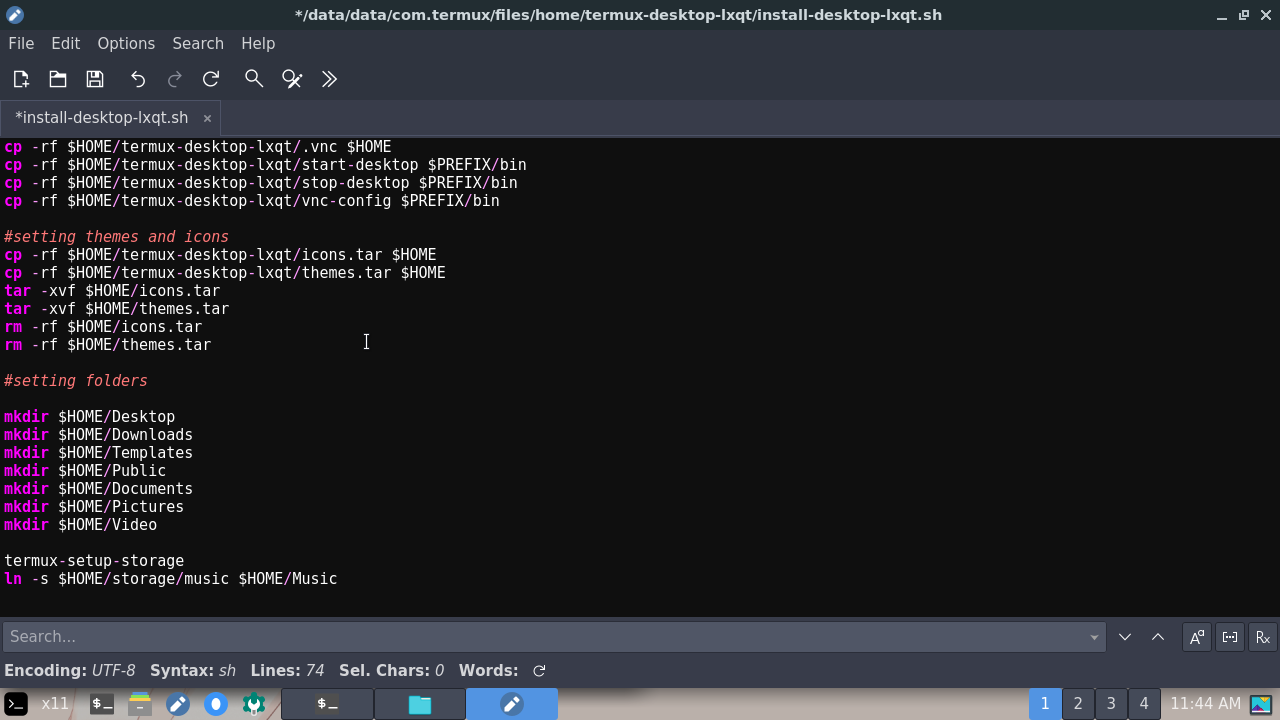 */data/data/com.termux/files/home/termux-desktop-lxqt/install-desktop-lxqt.sh
File Edit Options Search Help
*install-desktop-lxqt.sh ×
cp -rf $HOME/termux-desktop-lxqt/.vnc $HOME
cp -rf $HOME/termux-desktop-lxqt/start-desktop $PREFIX/bin
cp -rf $HOME/termux-desktop-lxqt/stop-desktop $PREFIX/bin
cp -rf $HOME/termux-desktop-lxqt/vnc-config $PREFIX/bin
#setting themes and icons
cp -rf $HOME/termux-desktop-lxqt/icons.tar $HOME
cp -rf $HOME/termux-desktop-lxqt/themes.tar $HOME
tar -xvf $HOME/icons.tar
tar -xvf $HOME/themes.tar
rm -rf $HOME/icons.tar
rm -rf $HOME/themes.tar
#setting folders
mkdir $HOME/Desktop
mkdir $HOME/Downloads
mkdir $HOME/Templates
mkdir $HOME/Public
mkdir $HOME/Documents
mkdir $HOME/Pictures
mkdir $HOME/Video
termux-setup-storage
ln -s $HOME/storage/music $HOME/Music
Search...
Encoding: UTF-8 Syntax: sh Lines: 74 Sel. Chars: 0 Words:
x11 1 2 3 4 11:44 AM